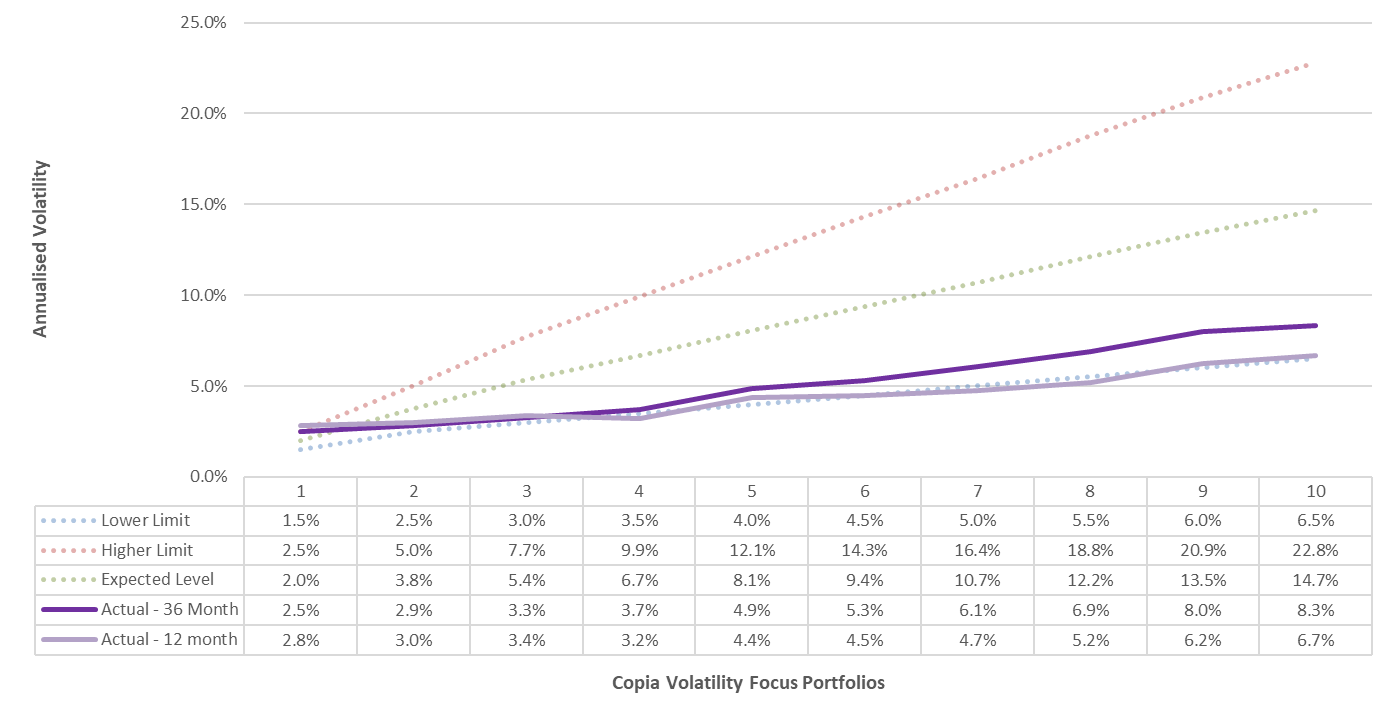 25.0%
20.0%
15.0%
10.0%
5.0%
0.0%
Annualised Volatility
1 2 3 4 5 6 7 8 9 10
Lower Limit 1.5% 2.5% 3.0% 3.5% 4.0% 4.5% 5.0% 5.5% 6.0% 6.5%
Higher Limit 2.5% 5.0% 7.7% 9.9% 12.1% 14.3% 16.4% 18.8% 20.9% 22.8%
Expected Level 2.0% 3.8% 5.4% 6.7% 8.1% 9.4% 10.7% 12.2% 13.5% 14.7%
Actual - 36 Month 2.5% 2.9% 3.3% 3.7% 4.9% 5.3% 6.1% 6.9% 8.0% 8.3%
Actual - 12 month 2.8% 3.0% 3.4% 3.2% 4.4% 4.5% 4.7% 5.2% 6.2% 6.7%
Copia Volatility Focus Portfolios